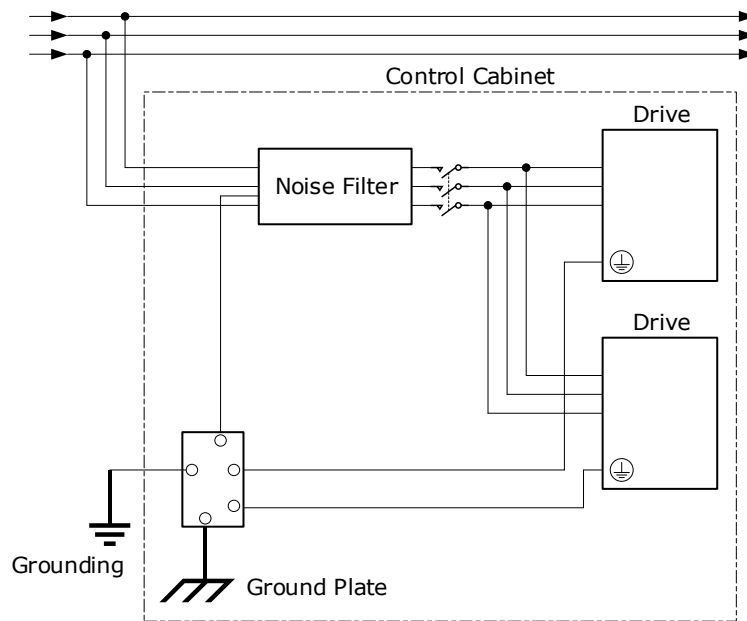 Control Cabinet
Drive
Noise Filter
Drive
Grounding
Ground Plate